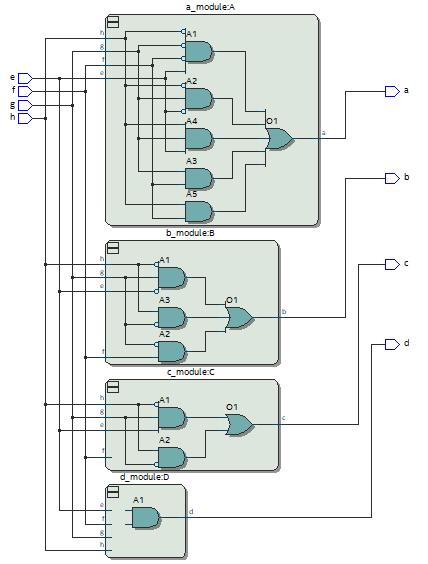 a_module:A
h
g
f
e
A1
A2
A4
A3
A5
O1
a
e
f
g
h
a
b_module:B
h
g
e
f
A1
A3
A2
O1
b
b
c_module:C
h
g
e
f
A1
A2
O1
c
c
d_module:D
e
f
g
h
A1
d
d